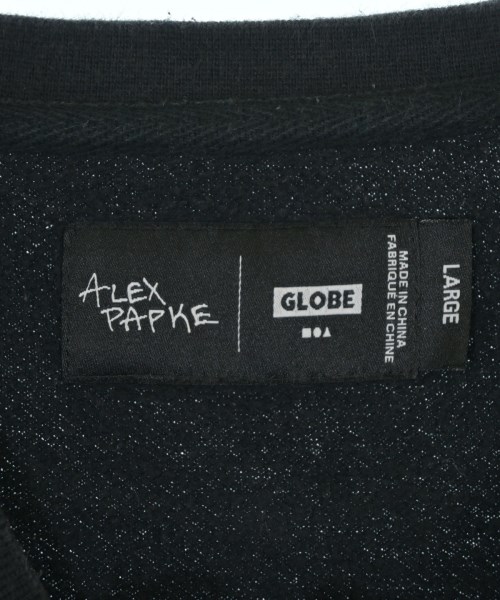 ALEX
PAPKE
GLOBE
MADE IN CHINA
FABRIQUE EN CHINE
LARGE